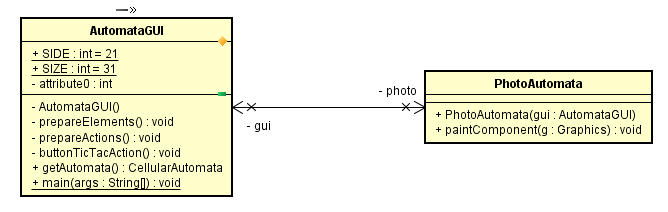 AutomataGUI
+ SIDE : int = 21
+ SIZE : int = 31
- attribute0 : int
- AutomataGUI()
- prepareElements() : void
- prepareActions() : void
- buttonTicTacAction() : void
+ getAutomata() : CellularAutomata
+ main(args : String[]) : void
- gui
- photo
PhotoAutomata
+ PhotoAutomata(gui : AutomataGUI)
+ paintComponent(g : Graphics) : void